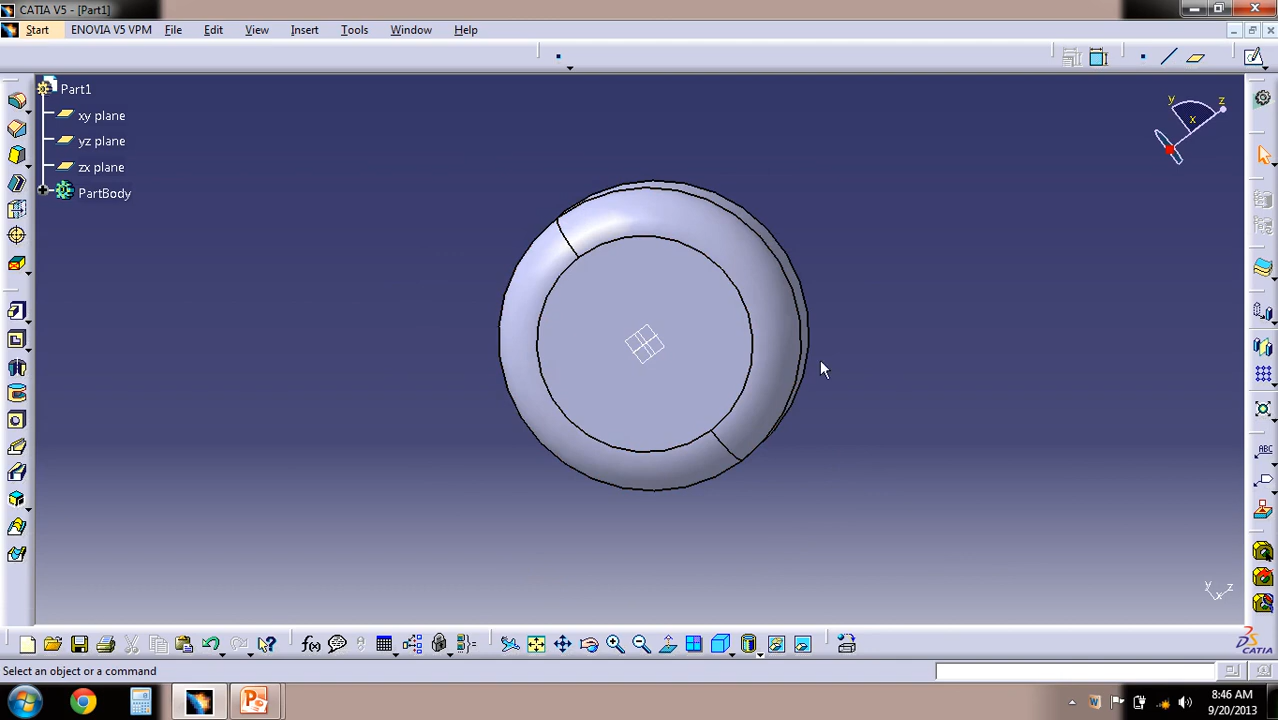 CATIA V5 - [Part1]
Start ENOVIA V5 VPM File Edit View Insert Tools Window Help
Part1
xy plane
yz plane
zx plane
PartBody
y z
x
y z
x
f(x)
ABC
CATIA
Select an object or a command
8:46 AM
9/20/2013